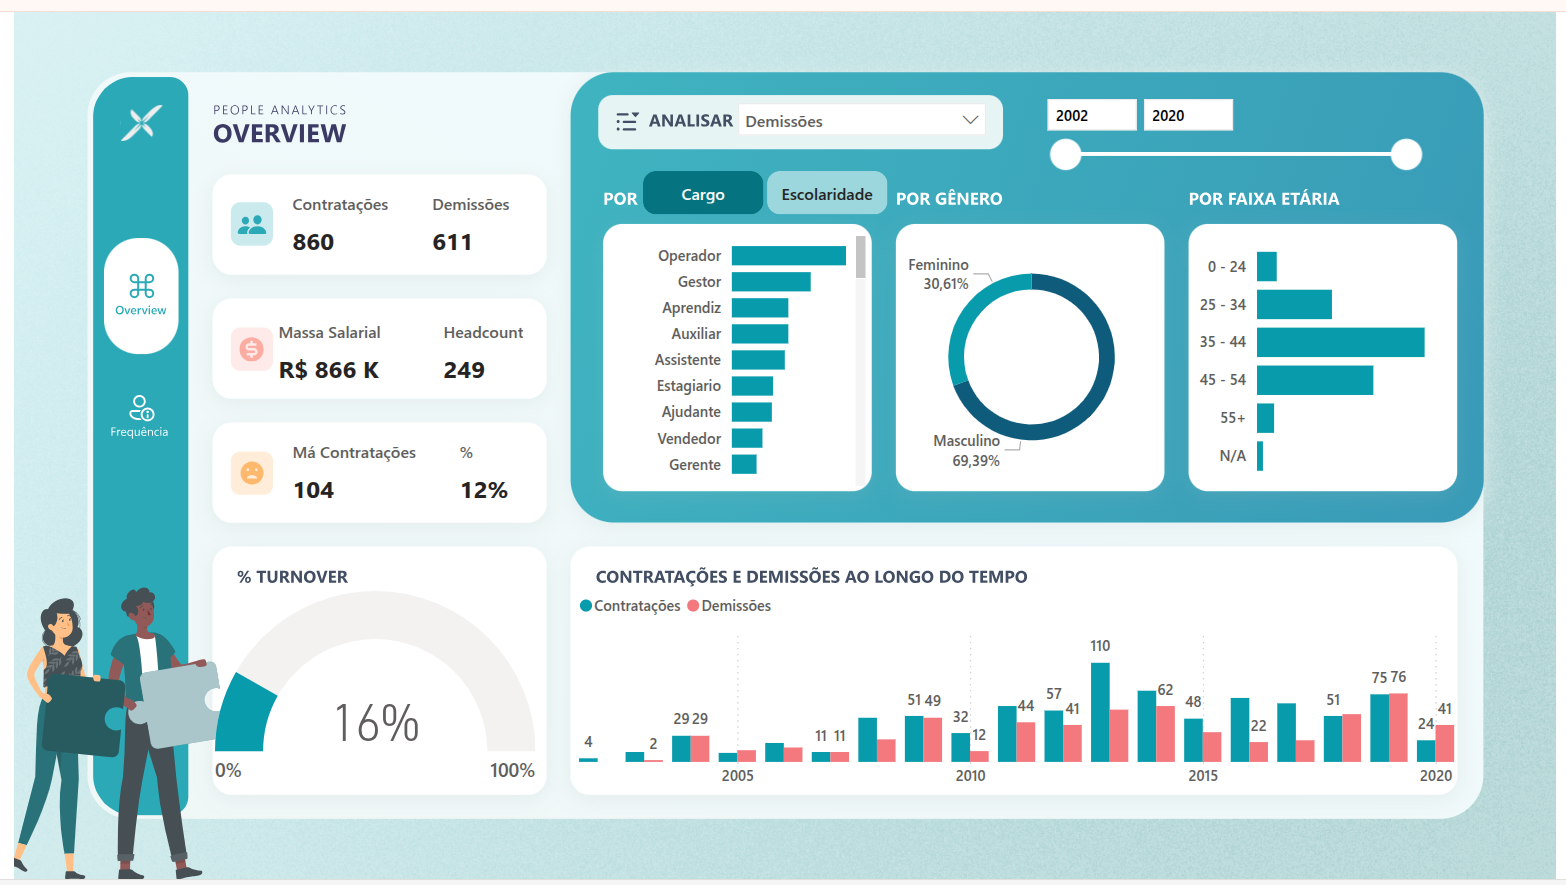 PEOPLE ANALYTICS
OVERVIEW
Overview
Frequência
Contratações Demissões
860 611
Massa Salarial Headcount
R$ 866 K 249
Má Contratações %
104 12%
% TURNOVER
16%
0% 100%
ANALISAR Demissões
2002 2020
POR Cargo Escolaridade
Operador
Gestor
Aprendiz
Auxiliar
Assistente
Estagiario
Ajudante
Vendedor
Gerente
POR GÊNERO
Feminino
30,61%
Masculino
69,39%
POR FAIXA ETÁRIA
0 - 24
25 - 34
35 - 44
45 - 54
55+
N/A
CONTRATAÇÕES E DEMISSÕES AO LONGO DO TEMPO
Contratações Demissões
4 2 29 29 11 11 51 49 32 12 44 57 41 110 62 48 22 51 75 76 24 41
2005 2010 2015 2020